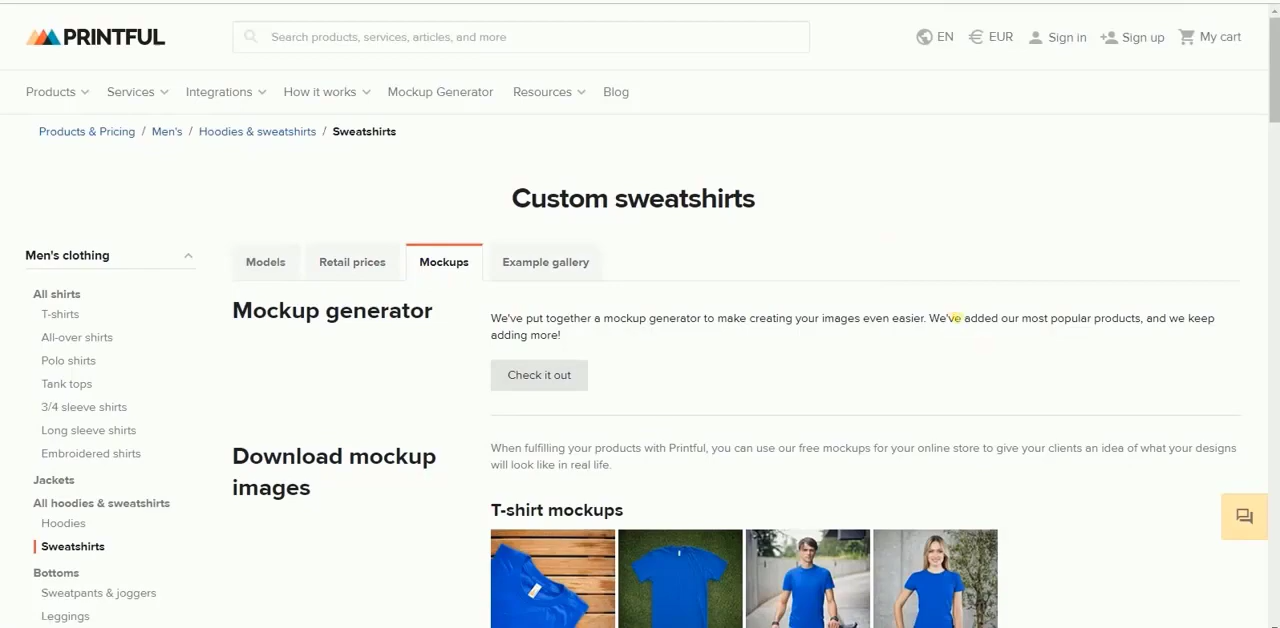 PRINTFUL
Search products, services, articles, and more
EN
EUR
Sign in
Sign up
My cart
Products
Services
Integrations
How it works
Mockup Generator
Resources
Blog
Products & Pricing / Men's / Hoodies & sweatshirts / Sweatshirts
Custom sweatshirts
Men's clothing
All shirts
T-shirts
All-over shirts
Polo shirts
Tank tops
3/4 sleeve shirts
Long sleeve shirts
Embroidered shirts
Jackets
All hoodies & sweatshirts
Hoodies
Sweatshirts
Bottoms
Sweatpants & joggers
Leggings
Models
Retail prices
Mockups
Example gallery
Mockup generator
We've put together a mockup generator to make creating your images even easier. We've added our most popular products, and we keep
adding more!
Check it out
Download mockup
images
When fulfilling your products with Printful, you can use our free mockups for your online store to give your clients an idea of what your designs
will look like in real life.
T-shirt mockups